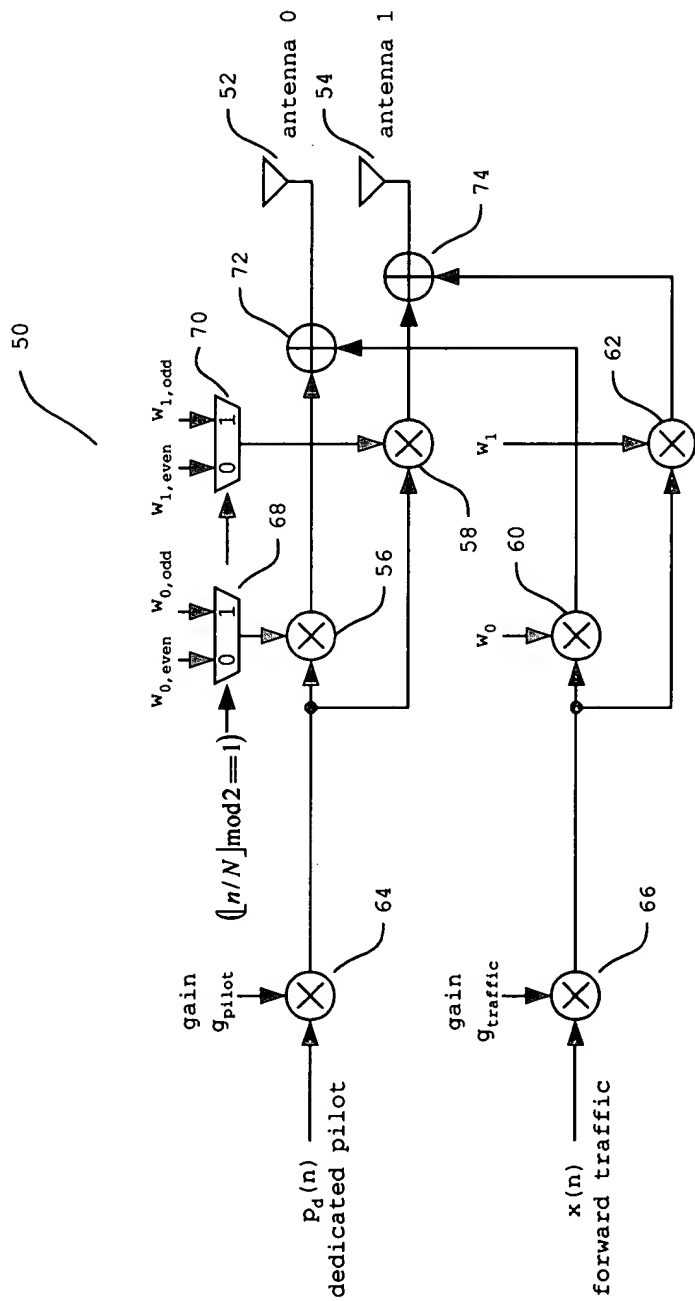 50
w0,even
w0,odd
w1,even
w1,odd
0 1
0 1
68
70
(⌊n/N⌋mod2==1)
72
52
antenna 0
54
antenna 1
74
gain
gpilot
pd(n)
dedicated pilot
64
56
58
gain
gtraffic
x(n)
forward traffic
66
w0
60
w1
62